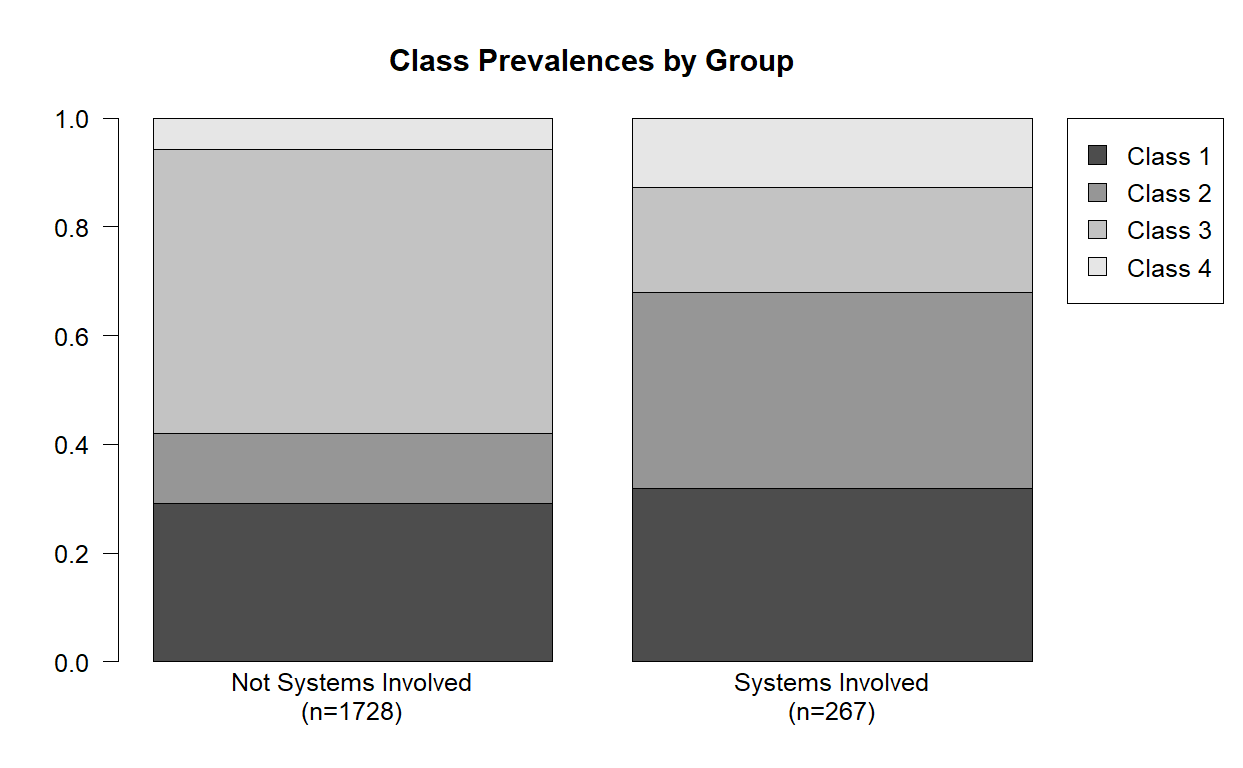 Class Prevalences by Group
1.0
0.8
0.6
0.4
0.2
0.0
Not Systems Involved
(n=1728)
Systems Involved
(n=267)
Class 1
Class 2
Class 3
Class 4